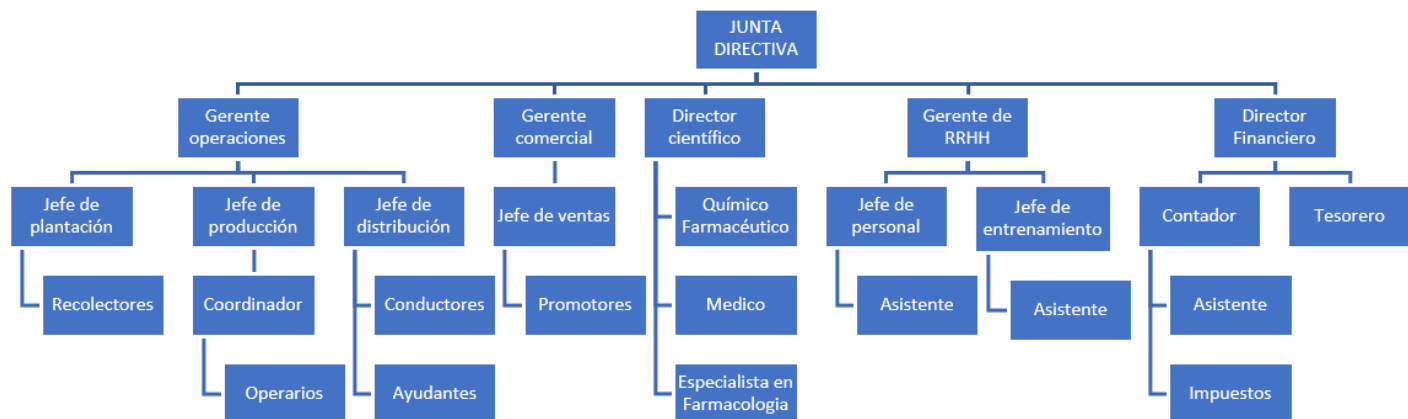 JUNTA
DIRECTIVA
Gerente
operaciones
Gerente
comercial
Director
científico
Gerente de
RRHH
Director
Financiero
Jefe de
plantación
Jefe de
producción
Jefe de
distribución
Jefe de ventas
Químico
Farmacéutico
Jefe de
personal
Jefe de
entrenamiento
Contador
Tesorero
Recolectores
Coordinador
Conductores
Promotores
Medico
Asistente
Asistente
Asistente
Operarios
Ayudantes
Especialista en
Farmacologia
Impuestos